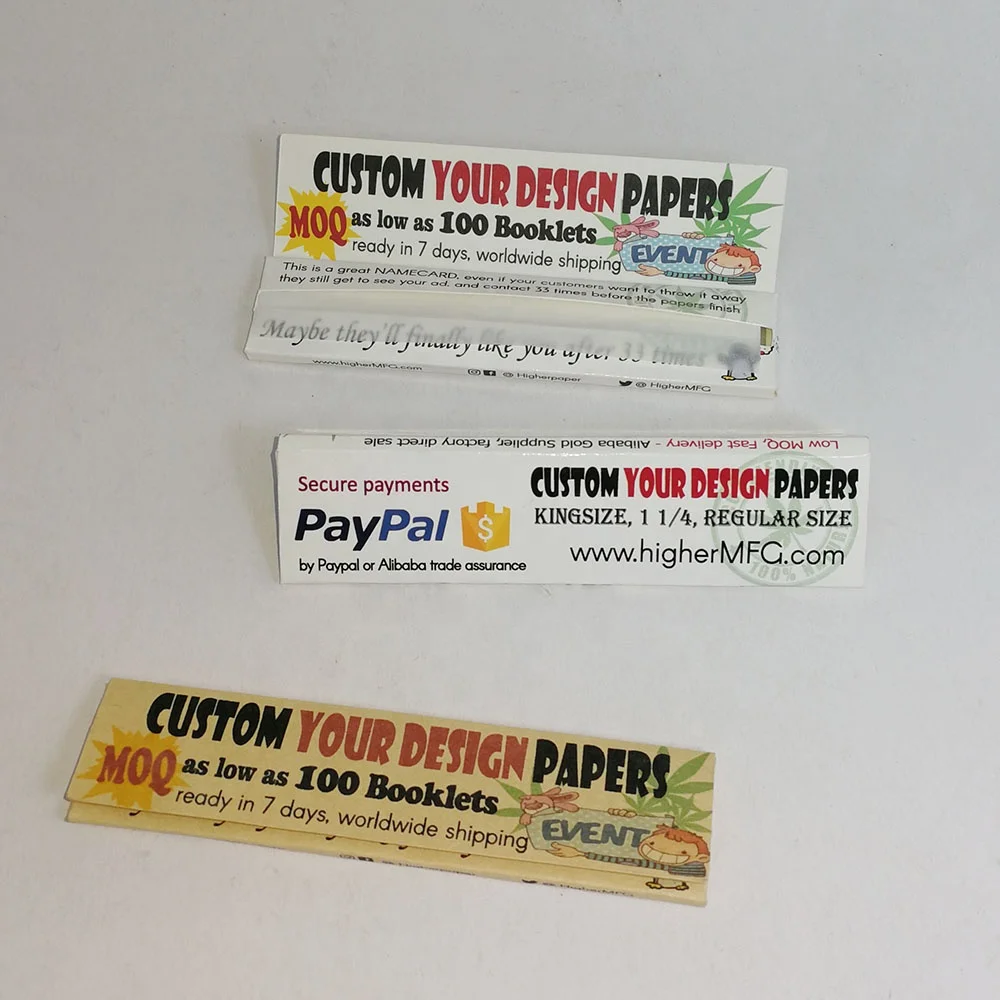 CUSTOM YOUR DESIGN PAPERS
MOQ as low as 100 Booklets
ready in 7 days, worldwide shipping
EVENT
This is a great NAMECARD, even if your customers want to throw it away
they still get to see your ad. and contact 33 times before the papers finish
Maybe they'll finally like you after 33 times
www.higherMFG.com @ Higherpaper @ HigherMFG
Low MOQ, Fast delivery - Alibaba Gold Supplier, factory direct sale
Secure payments
PayPal $
by Paypal or Alibaba trade assurance
CUSTOM YOUR DESIGN PAPERS
KINGSIZE, 1 1/4, REGULAR SIZE
www.higherMFG.com
100%
CUSTOM YOUR DESIGN PAPERS
MOQ as low as 100 Booklets
ready in 7 days, worldwide shipping
EVENT
@ HigherMFG